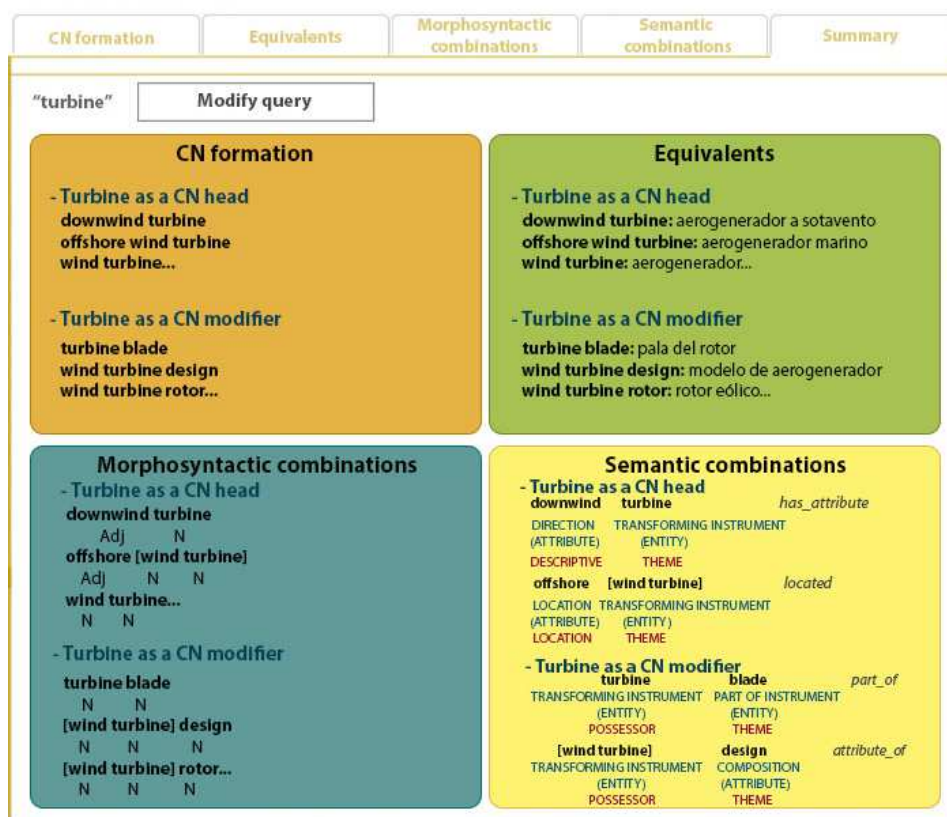 CN formation
Equivalents
Morphosyntactic
combinations
Semantic
combinations
Summary
"turbine"
Modify query
CN formation
- Turbine as a CN head
downwind turbine
offshore wind turbine
wind turbine...
- Turbine as a CN modifier
turbine blade
wind turbine design
wind turbine rotor...
Equivalents
- Turbine as a CN head
downwind turbine: aerogenerador a sotavento
offshore wind turbine: aerogenerador marino
wind turbine: aerogenerador...
- Turbine as a CN modifier
turbine blade: pala del rotor
wind turbine design: modelo de aerogenerador
wind turbine rotor: rotor eólico...
Morphosyntactic combinations
- Turbine as a CN head
downwind turbine
Adj N
offshore [wind turbine]
Adj N N
wind turbine...
N N
- Turbine as a CN modifier
turbine blade
N N
[wind turbine] design
N N N
[wind turbine] rotor...
N N N
Semantic combinations
- Turbine as a CN head
downwind turbine has_attribute
DIRECTION TRANSFORMING INSTRUMENT
(ATTRIBUTE) (ENTITY)
DESCRIPTIVE THEME
offshore [wind turbine] located
LOCATION TRANSFORMING INSTRUMENT
(ATTRIBUTE) (ENTITY)
LOCATION THEME
- Turbine as a CN modifier
turbine blade part_of
TRANSFORMING INSTRUMENT PART OF INSTRUMENT
(ENTITY) (ENTITY)
POSSESSOR THEME
[wind turbine] design attribute_of
TRANSFORMING INSTRUMENT COMPOSITION
(ENTITY) (ATTRIBUTE)
POSSESSOR THEME